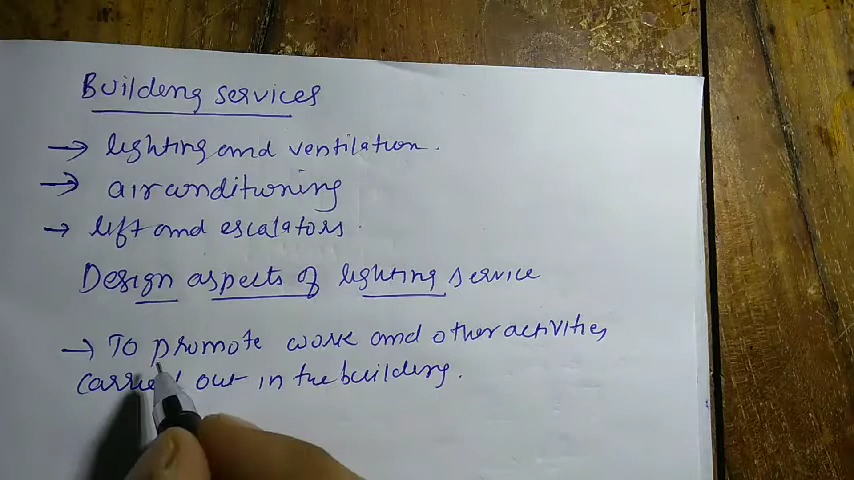 Building services
→ lighting and ventilation.
→ airconditioning
→ lift and escalators.
Design aspects of lighting service
→ To promote work and other activities
carried out in the building.